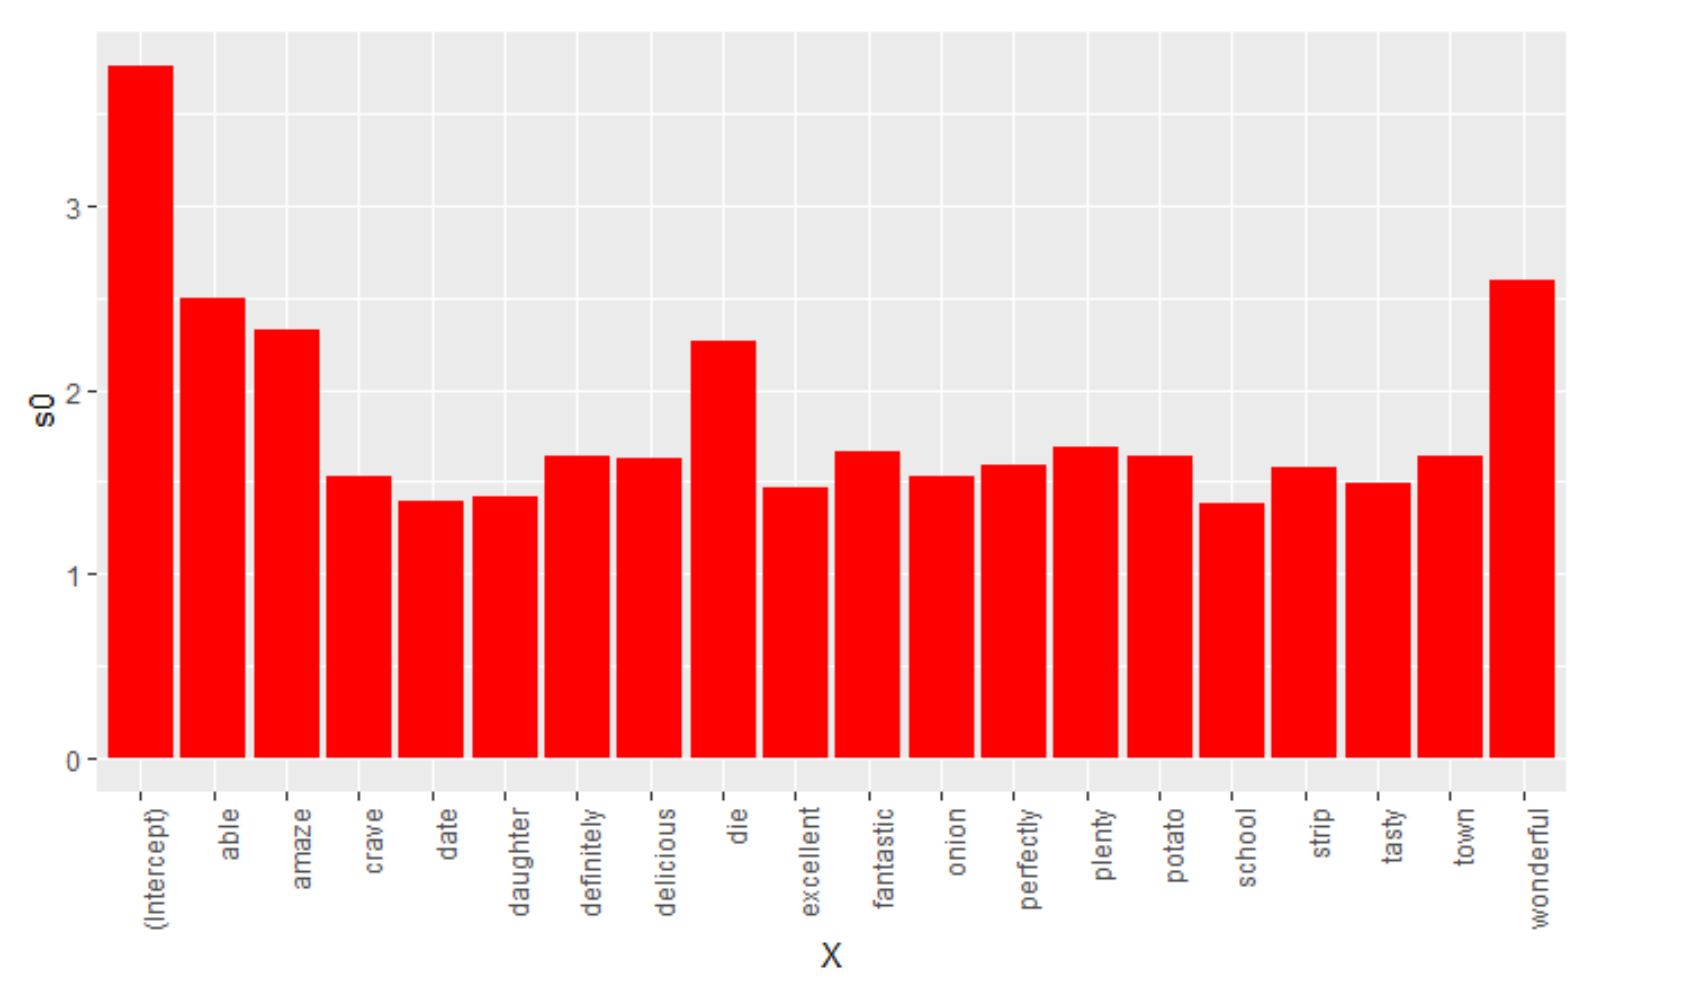 3
2
1
0
s0
(Intercept)
able
amaze
crave
date
daughter
definitely
delicious
die
excellent
fantastic
onion
perfectly
plenty
potato
school
strip
tasty
town
wonderful
X